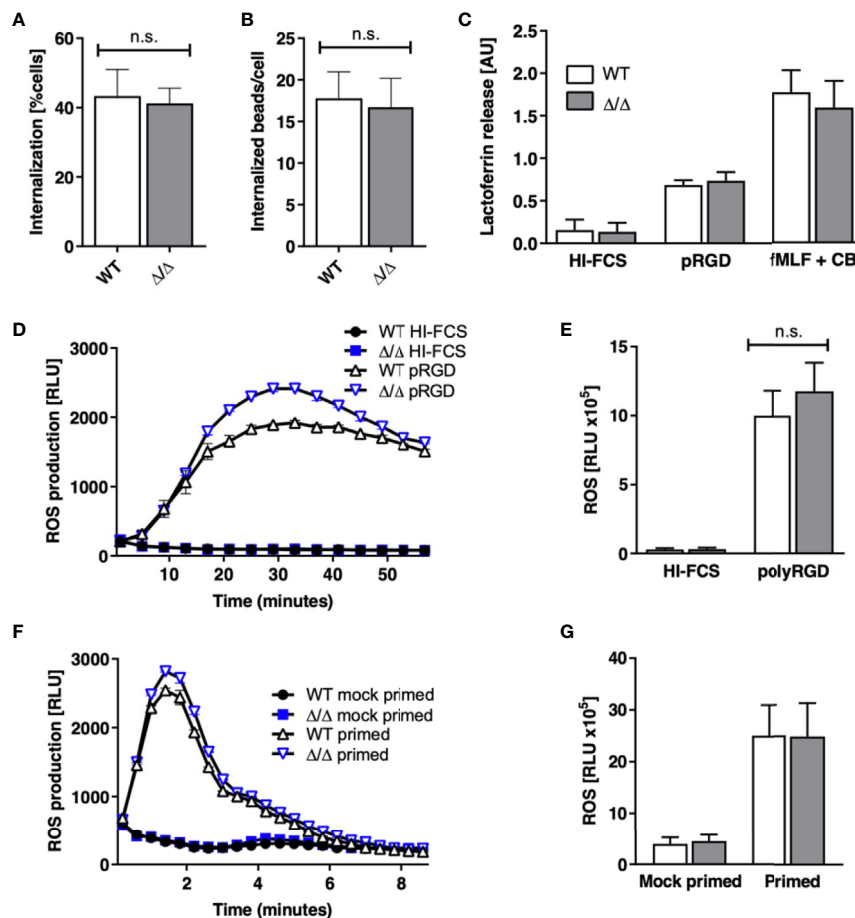 A
n.s.
Internalization [%cells]
60
40
20
0
WT
Δ/Δ
B
n.s.
Internalized beads/cell
25
20
15
10
5
0
WT
Δ/Δ
C
Lactoferrin release [AU]
2.5
2.0
1.5
1.0
0.5
0.0
WT
Δ/Δ
HI-FCS
pRGD
fMLF + CB
D
ROS production [RLU]
3000
2000
1000
0
WT HI-FCS
Δ/Δ HI-FCS
WT pRGD
Δ/Δ pRGD
10
20
30
40
50
Time (minutes)
E
n.s.
ROS [RLU x10⁵]
15
10
5
0
HI-FCS
polyRGD
F
ROS production [RLU]
3000
2000
1000
0
WT mock primed
Δ/Δ mock primed
WT primed
Δ/Δ primed
2
4
6
8
Time (minutes)
G
ROS [RLU x10⁵]
40
30
20
10
0
Mock primed
Primed